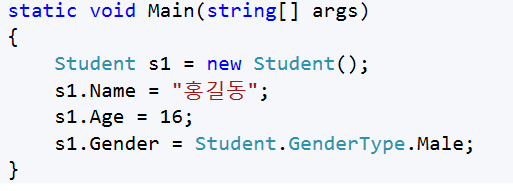 static void Main(string[] args)
{
    Student s1 = new Student();
    s1.Name = "홍길동";
    s1.Age = 16;
    s1.Gender = Student.GenderType.Male;
}